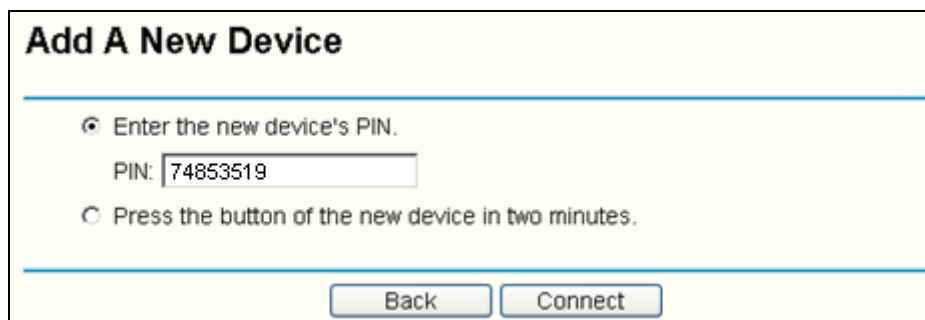 Add A New Device
Enter the new device's PIN.
PIN: 74853519
Press the button of the new device in two minutes.
Back Connect